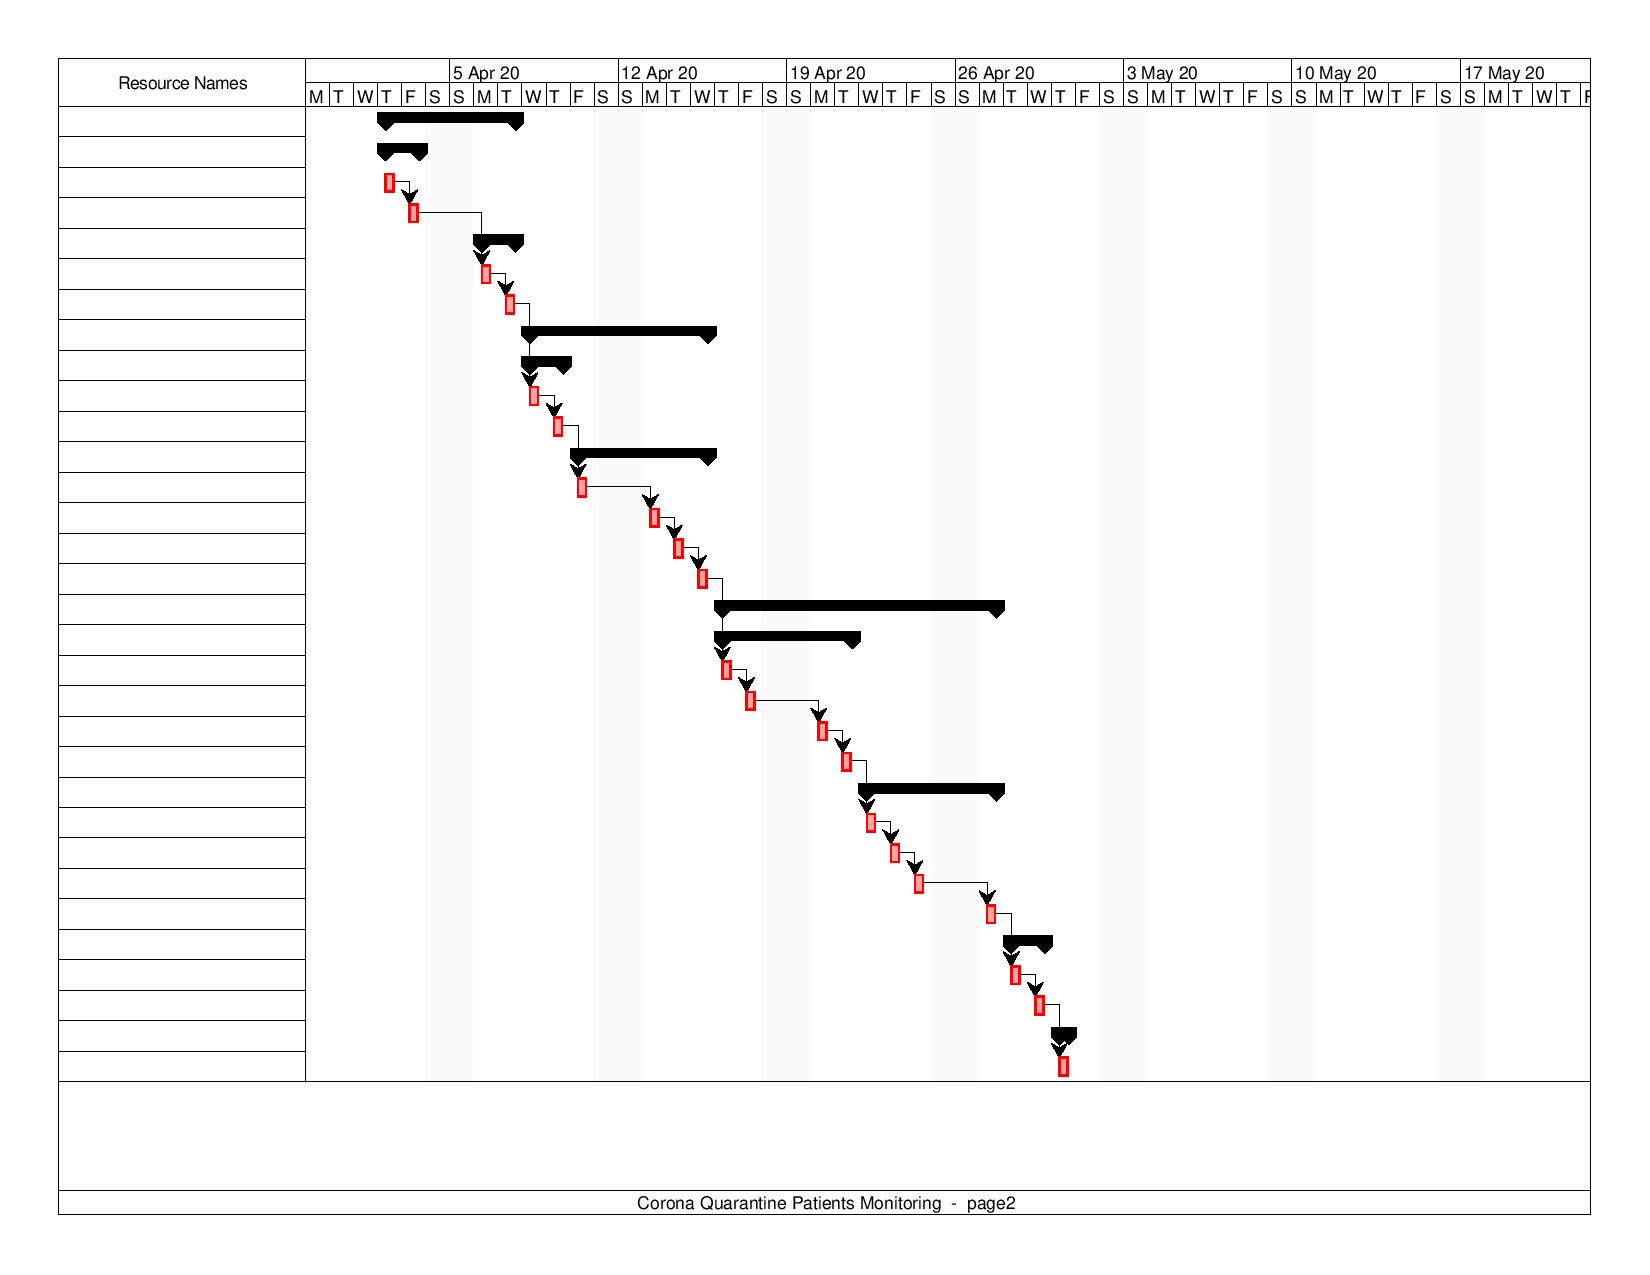 Resource Names
5 Apr 20 12 Apr 20 19 Apr 20 26 Apr 20 3 May 20 10 May 20 17 May 20
M T W T F S S M T W T F S S M T W T F S S M T W T F S S M T W T F S S M T W T F S S M T W T F S S M T W T F
Corona Quarantine Patients Monitoring - page2